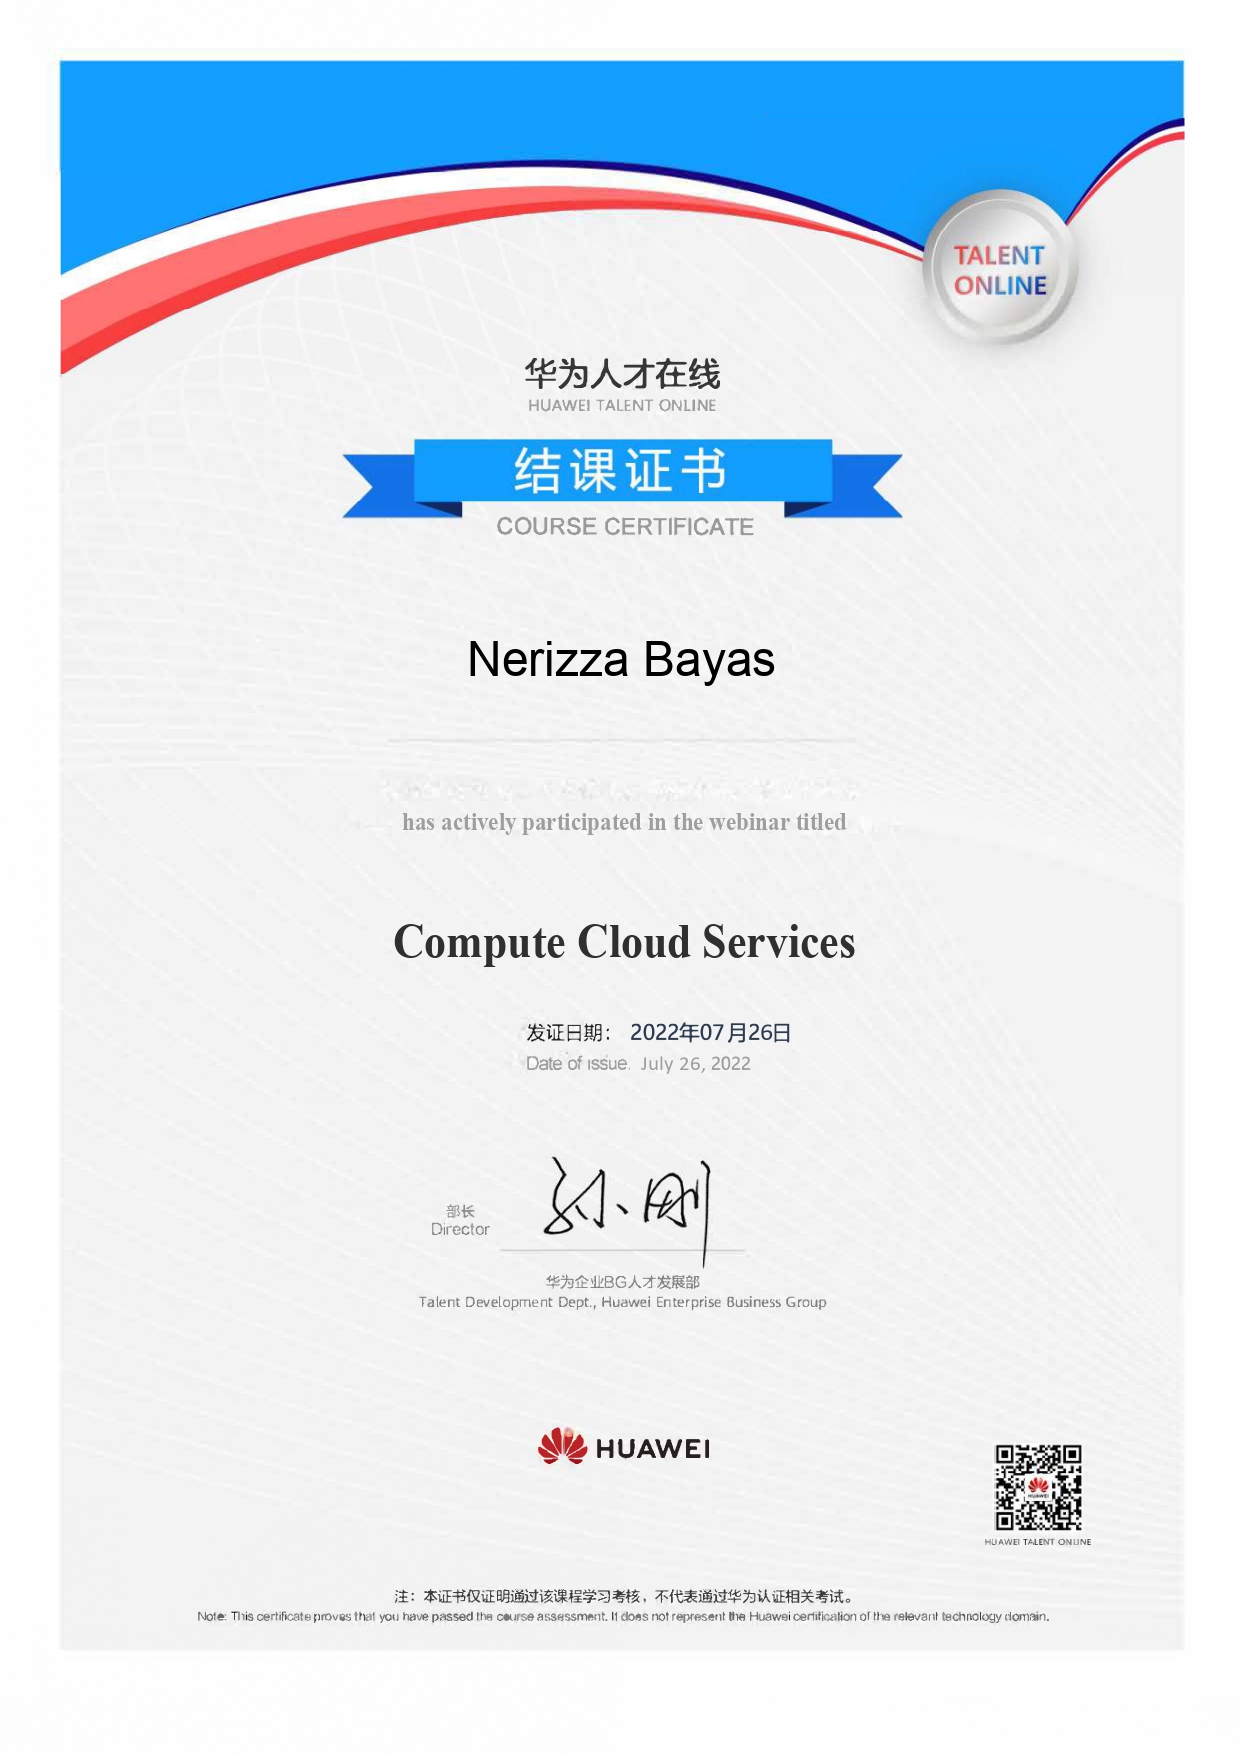 TALENT
ONLINE
华为人才在线
HUAWEI TALENT ONLINE
结课证书
COURSE CERTIFICATE
Nerizza Bayas
has actively participated in the webinar titled
Compute Cloud Services
发证日期： 2022年07月26日
Date of issue. July 26, 2022
部长
Director
孙刚
华为企业BG人才发展部
Talent Development Dept., Huawei Enterprise Business Group
HUAWEI
HUAWEI
HUAWEI TALENT ONLINE
注：本证书仅证明通过该课程学习考核，不代表通过华为认证相关考试。
Note: This certificate proves that you have passed the course assessment. It does not represent the Huawei certification of the relevant technology domain.